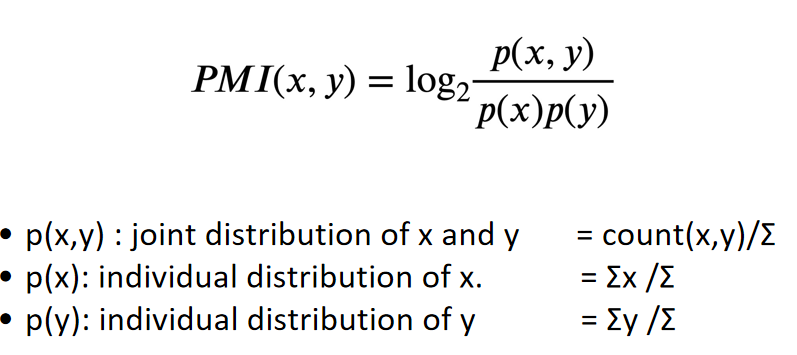 PMI(x, y) = log₂ p(x, y) / p(x)p(y)
• p(x,y) : joint distribution of x and y = count(x,y)/Σ
• p(x): individual distribution of x. = Σx /Σ
• p(y): individual distribution of y = Σy /Σ